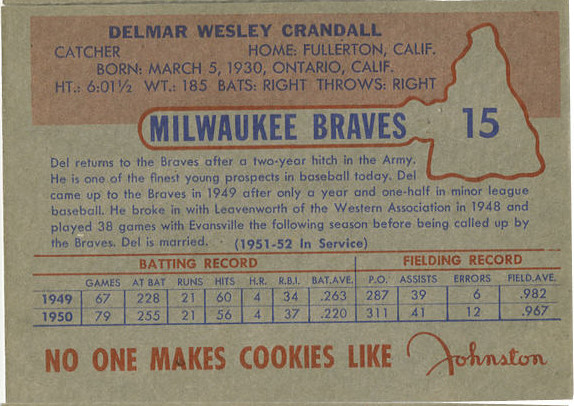 DELMAR WESLEY CRANDALL
CATCHER HOME: FULLERTON, CALIF.
BORN: MARCH 5, 1930, ONTARIO, CALIF.
HT.: 6:01½ WT.: 185 BATS: RIGHT THROWS: RIGHT
MILWAUKEE BRAVES 15
Del returns to the Braves after a two-year hitch in the Army.
He is one of the finest young prospects in baseball today. Del
came up to the Braves in 1949 after only a year and one-half in minor league
baseball. He broke in with Leavenworth of the Western Association in 1948 and
played 38 games with Evansville the following season before being called up by
the Braves. Del is married. (1951-52 In Service)
BATTING RECORD FIELDING RECORD
GAMES AT BAT RUNS HITS H.R. R.B.I. BAT.AVE. P.O. ASSISTS ERRORS FIELD.AVE.
1949 67 228 21 60 4 34 .263 287 39 6 .982
1950 79 255 21 56 4 37 .220 311 41 12 .967
NO ONE MAKES COOKIES LIKE Johnston